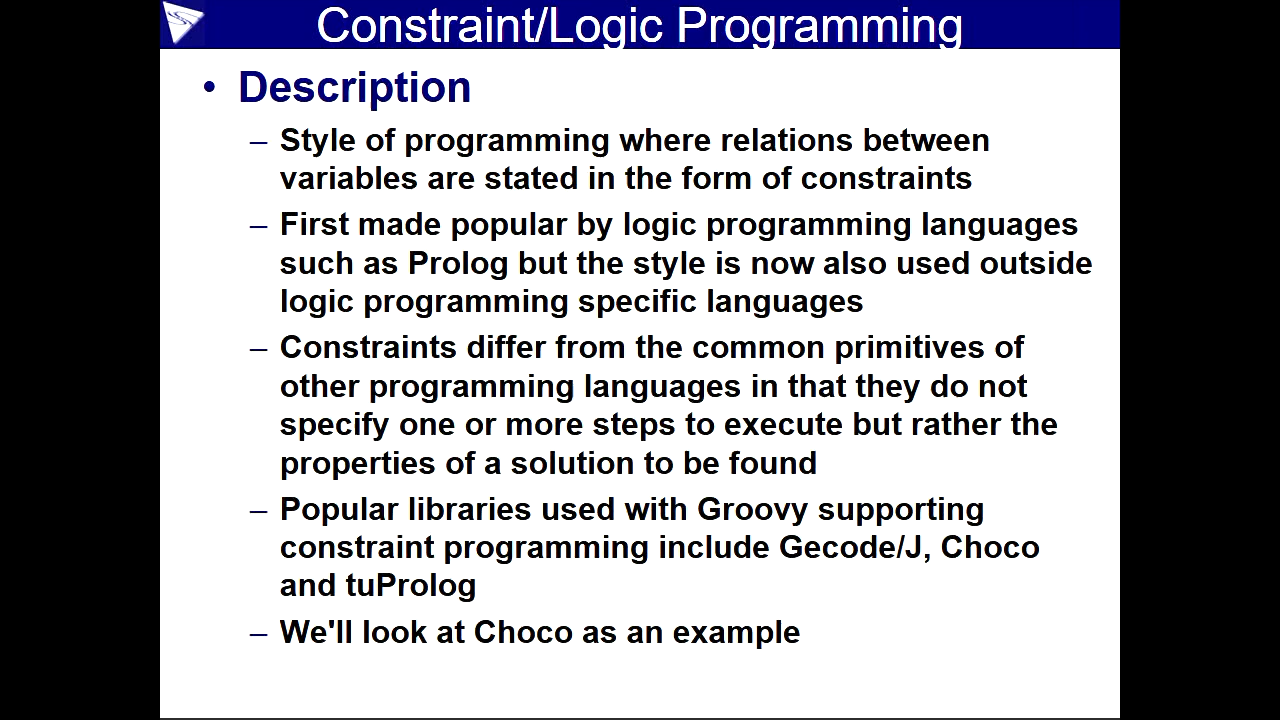 Constraint/Logic Programming
• Description
– Style of programming where relations between
variables are stated in the form of constraints
– First made popular by logic programming languages
such as Prolog but the style is now also used outside
logic programming specific languages
– Constraints differ from the common primitives of
other programming languages in that they do not
specify one or more steps to execute but rather the
properties of a solution to be found
– Popular libraries used with Groovy supporting
constraint programming include Gecode/J, Choco
and tuProlog
– We'll look at Choco as an example